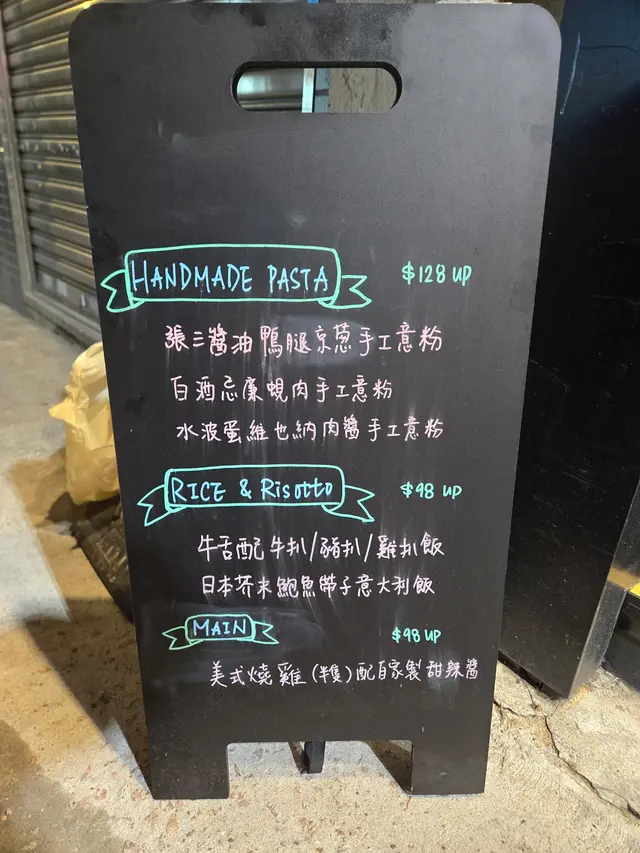 HANDMADE PASTA $128 UP
張三醬油鴨腿京葱手工意粉
白酒忌廉蜆肉手工意粉
水波蛋維也納肉醬手工意粉
RICE & Risotto $98 UP
牛舌配牛扒/豬扒/雞扒飯
日本芥末鮑魚帶子意大利飯
MAIN $98 UP
美式燒雞(半隻)配自家製甜辣醬